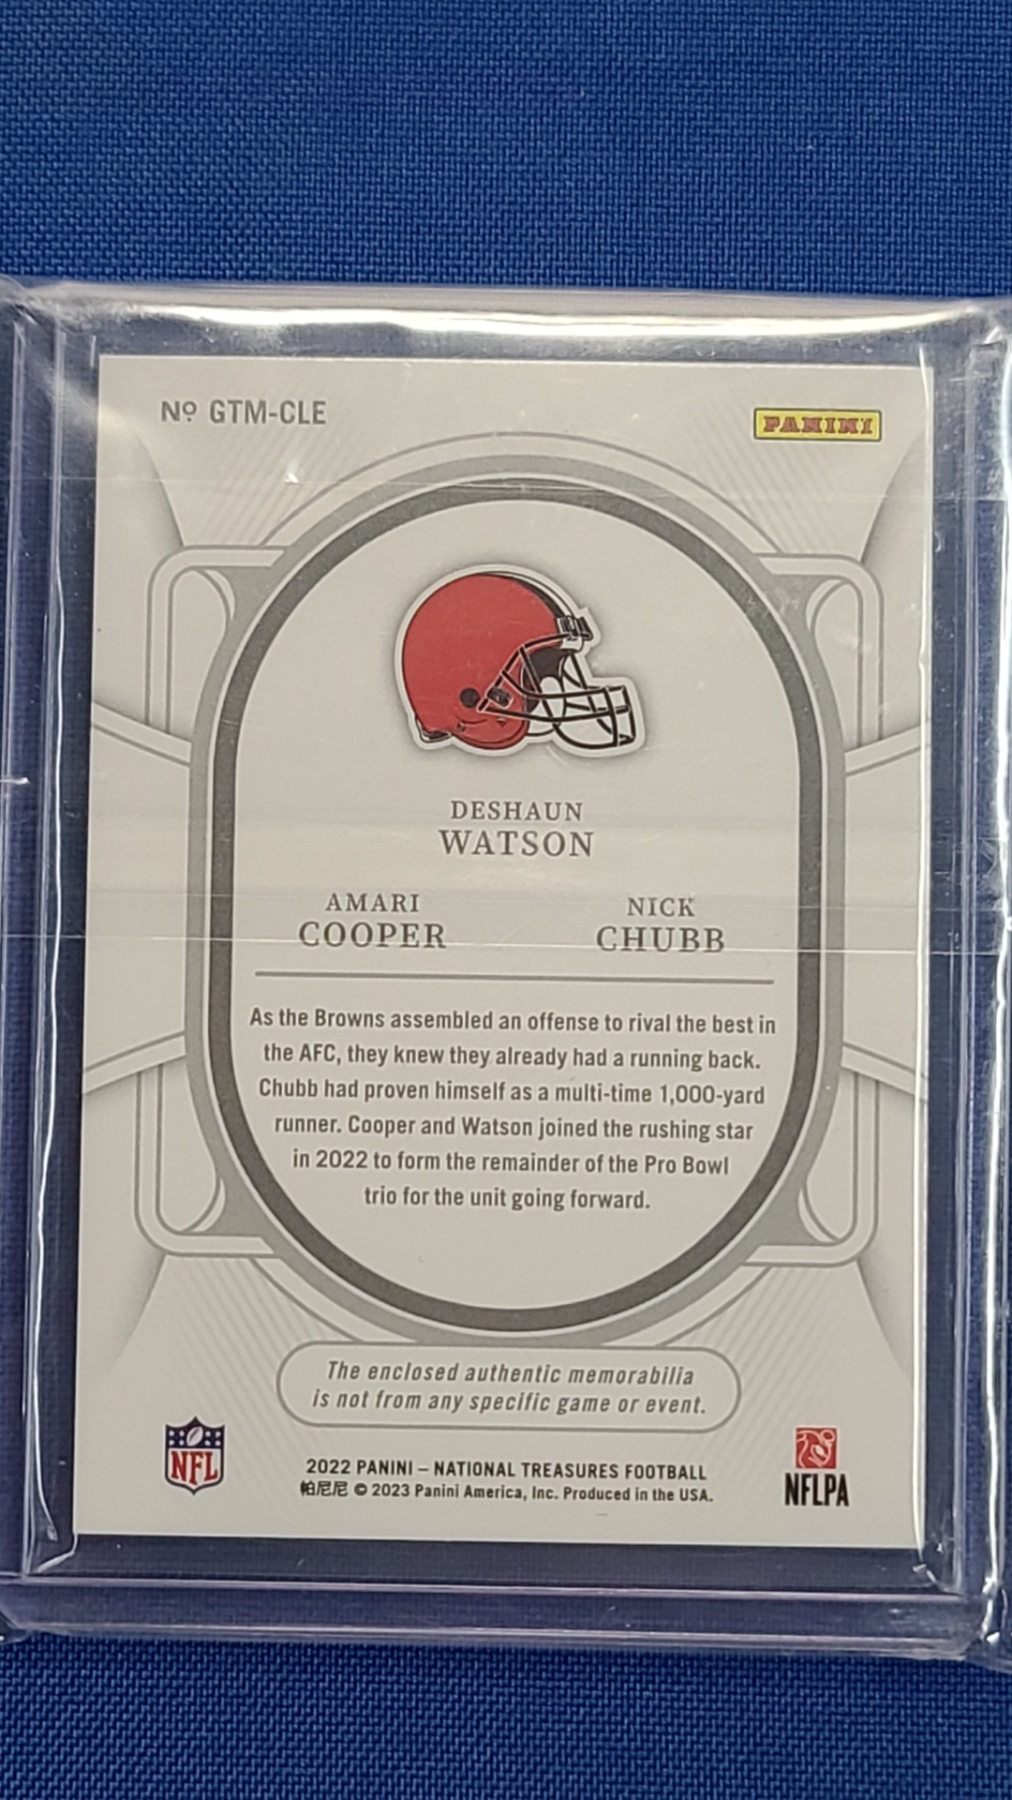 Nº GTM-CLE
PANINI
DESHAUN
WATSON
AMARI
COOPER
NICK
CHUBB
As the Browns assembled an offense to rival the best in
the AFC, they knew they already had a running back.
Chubb had proven himself as a multi-time 1,000-yard
runner. Cooper and Watson joined the rushing star
in 2022 to form the remainder of the Pro Bowl
trio for the unit going forward.
The enclosed authentic memorabilia
is not from any specific game or event.
NFL
2022 PANINI – NATIONAL TREASURES FOOTBALL
帕尼尼 © 2023 Panini America, Inc. Produced in the USA.
NFLPA